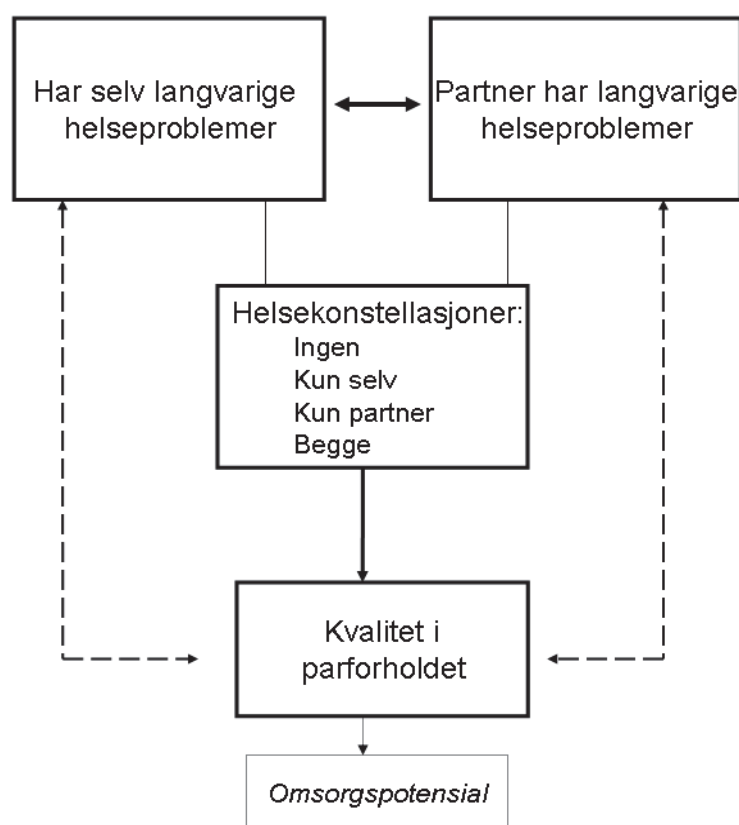 Har selv langvarige
helseproblemer
Partner har langvarige
helseproblemer
Helsekonstellasjoner:
Ingen
Kun selv
Kun partner
Begge
Kvalitet i
parforholdet
Omsorgspotensial